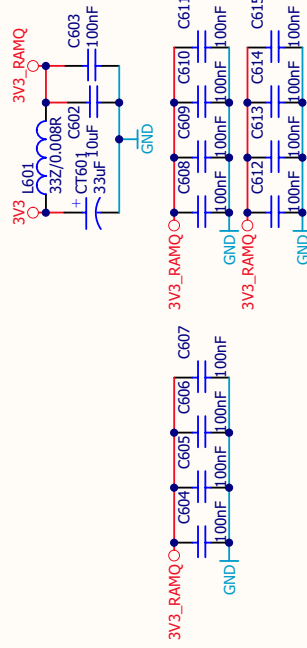 3V3_RAMQ
C603
100nF
C602
10uF
L601
33Z/0.008R
CT601
33uF
+
3V3
GND
C611
100nF
C610
100nF
C609
100nF
C608
100nF
3V3_RAMQ
GND
C615
100nF
C614
100nF
C613
100nF
C612
100nF
3V3_RAMQ
GND
C607
100nF
C606
100nF
C605
100nF
C604
100nF
3V3_RAMQ
GND